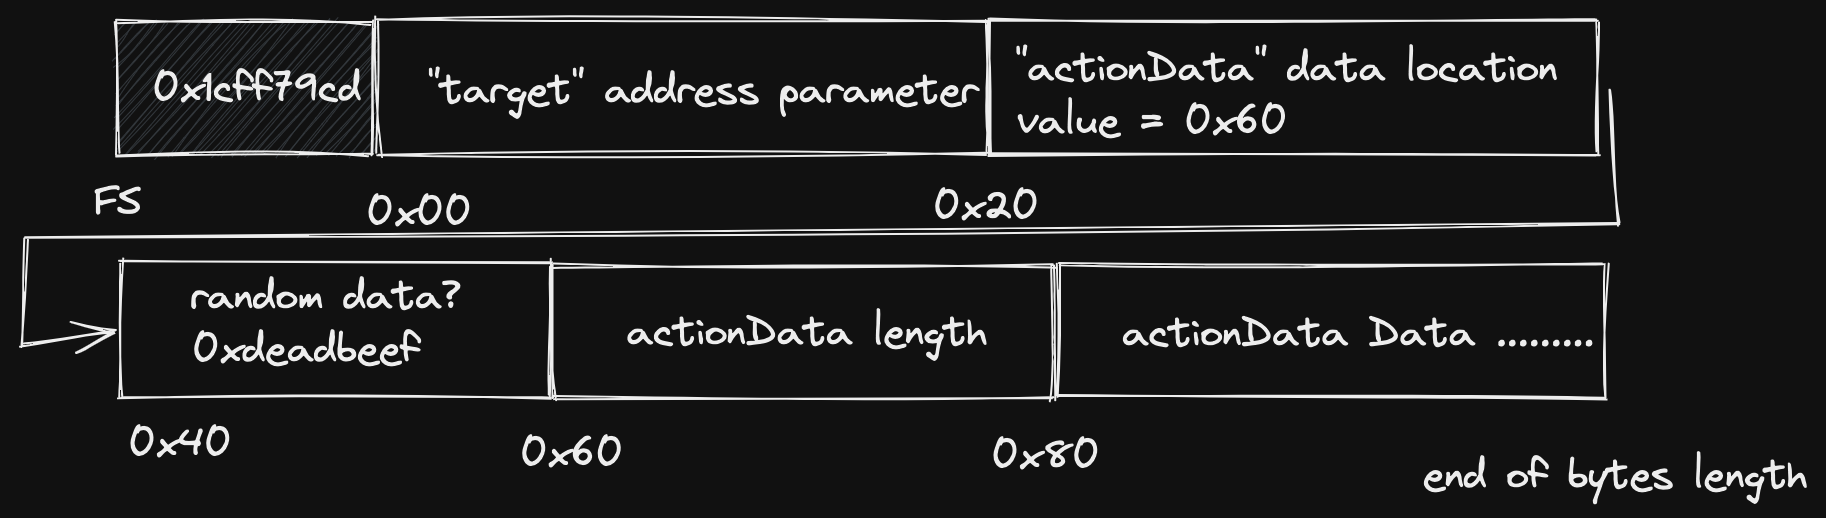 0x1cff79cd
"target" address parameter
"actionData" data location
value = 0x60
FS
0x00
0x20
random data?
0xdeadbeef
actionData length
actionData Data .........
0x40
0x60
0x80
end of bytes length